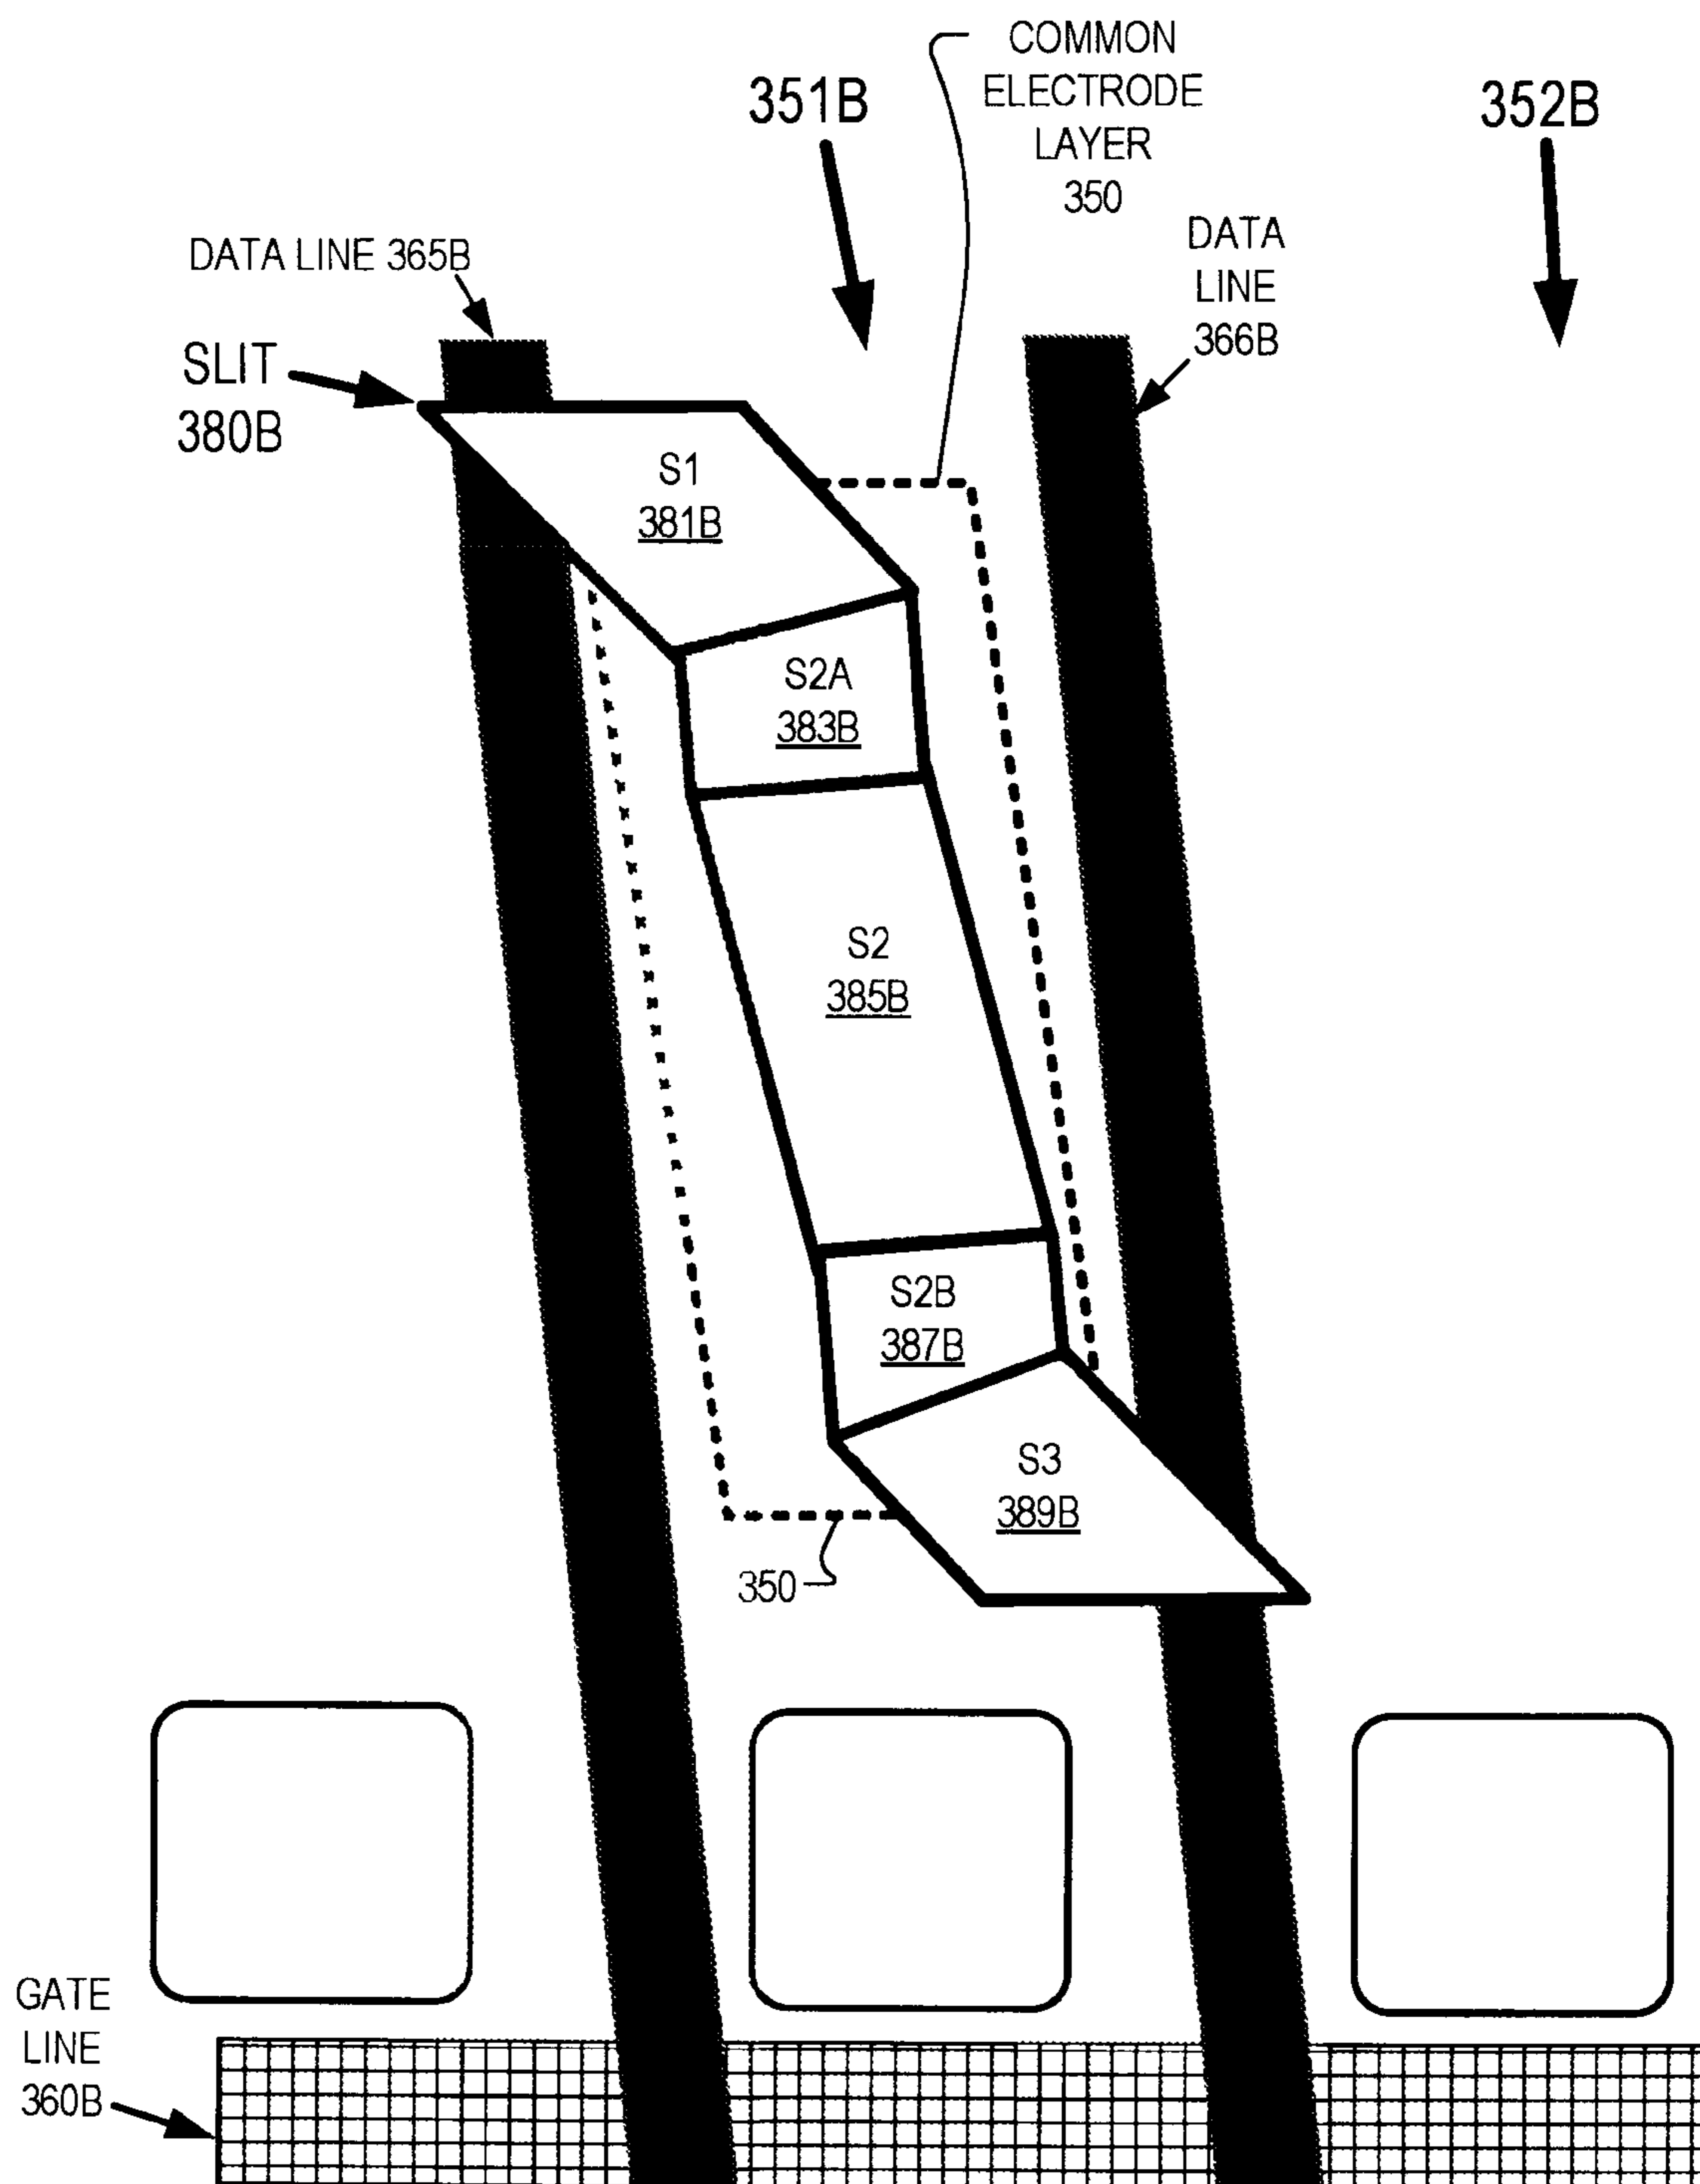 COMMON
ELECTRODE
LAYER
350
351B
352B
DATA
LINE
366B
DATA LINE 365B
SLIT
380B
S1
381B
S2A
383B
S2
385B
S2B
387B
S3
389B
350
GATE
LINE
360B